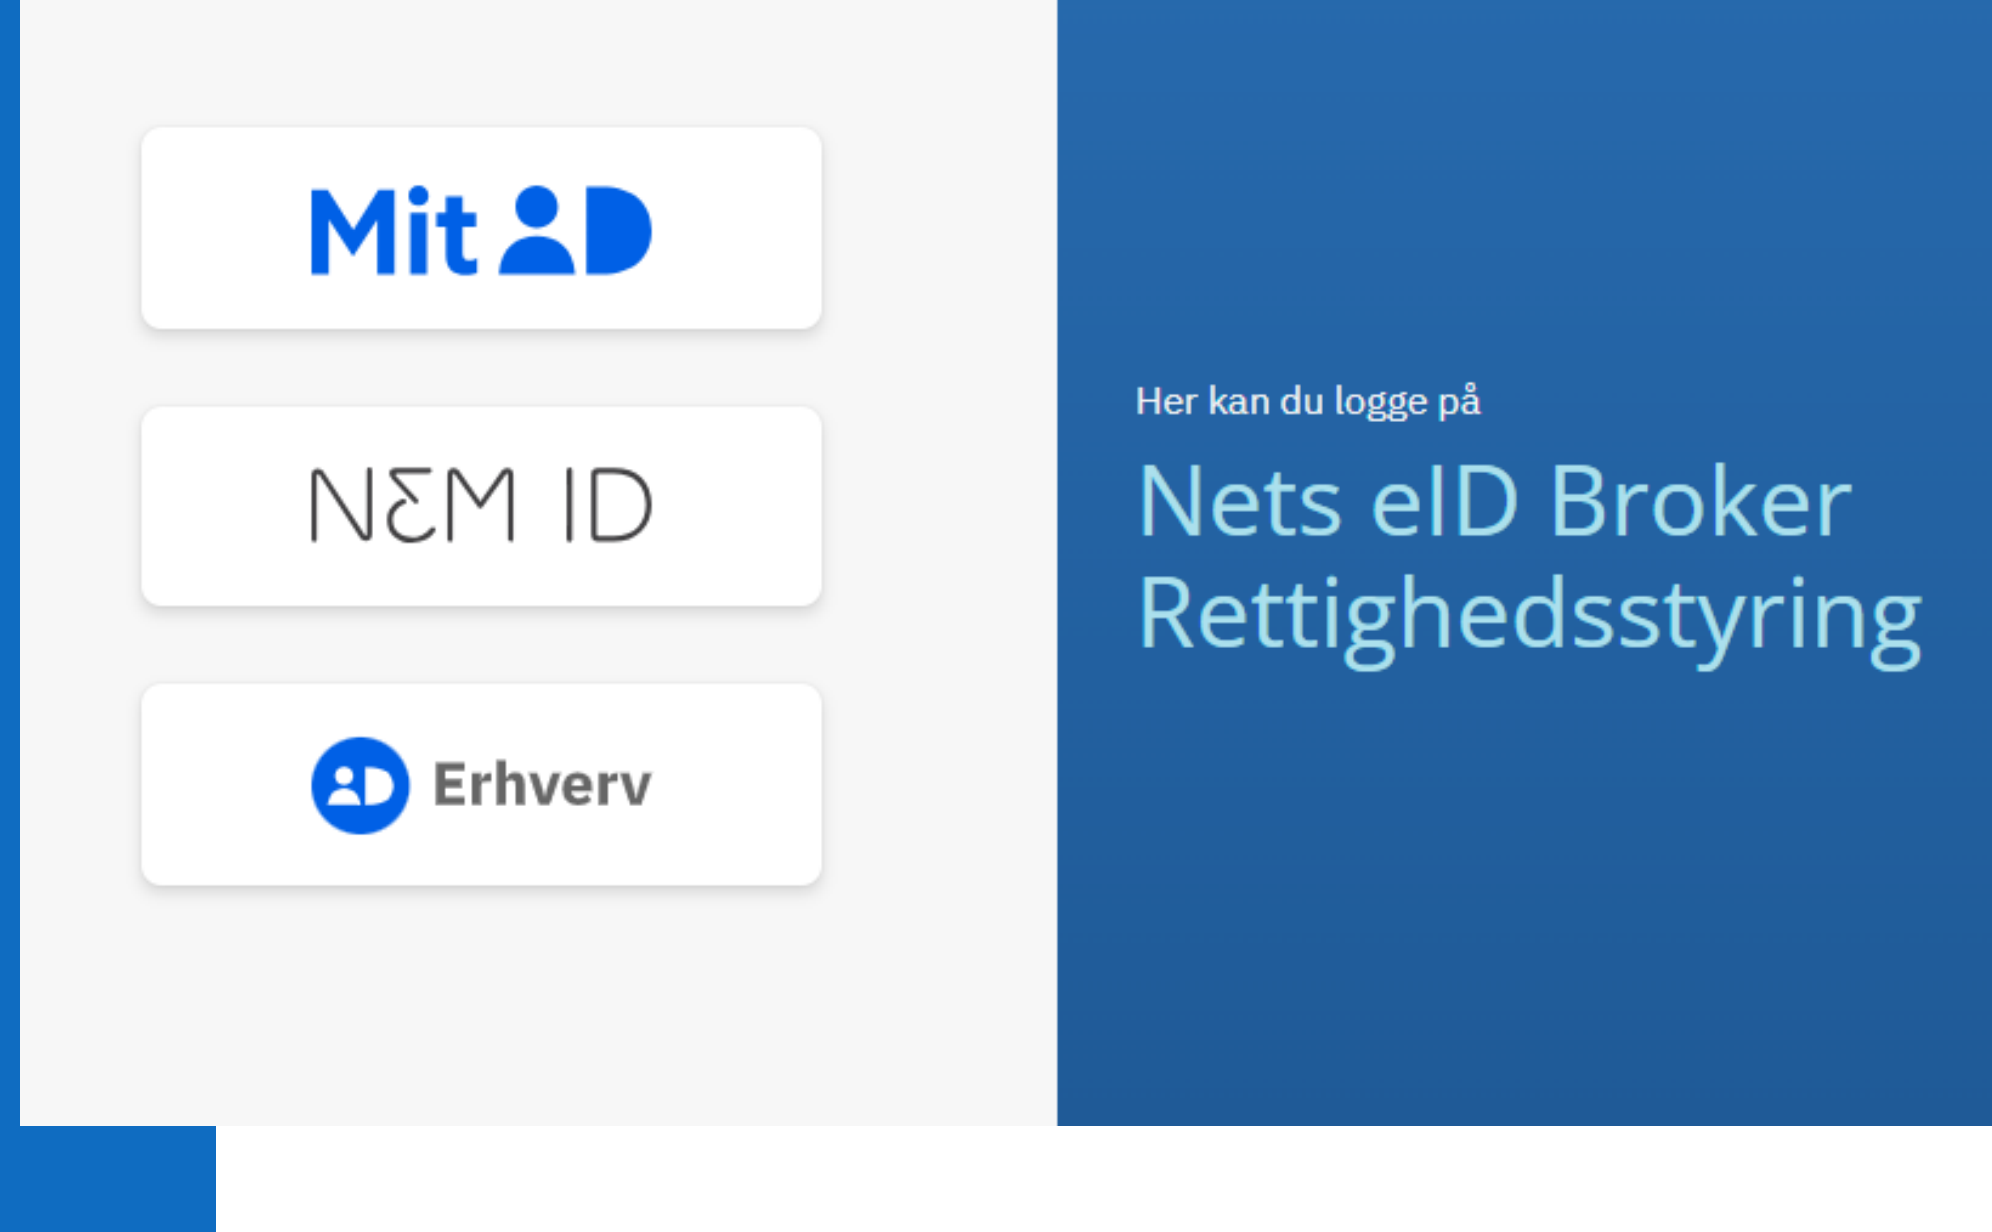 Mit ID
NEM ID
Erhverv
Her kan du logge på
Nets eID Broker
Rettighedsstyring